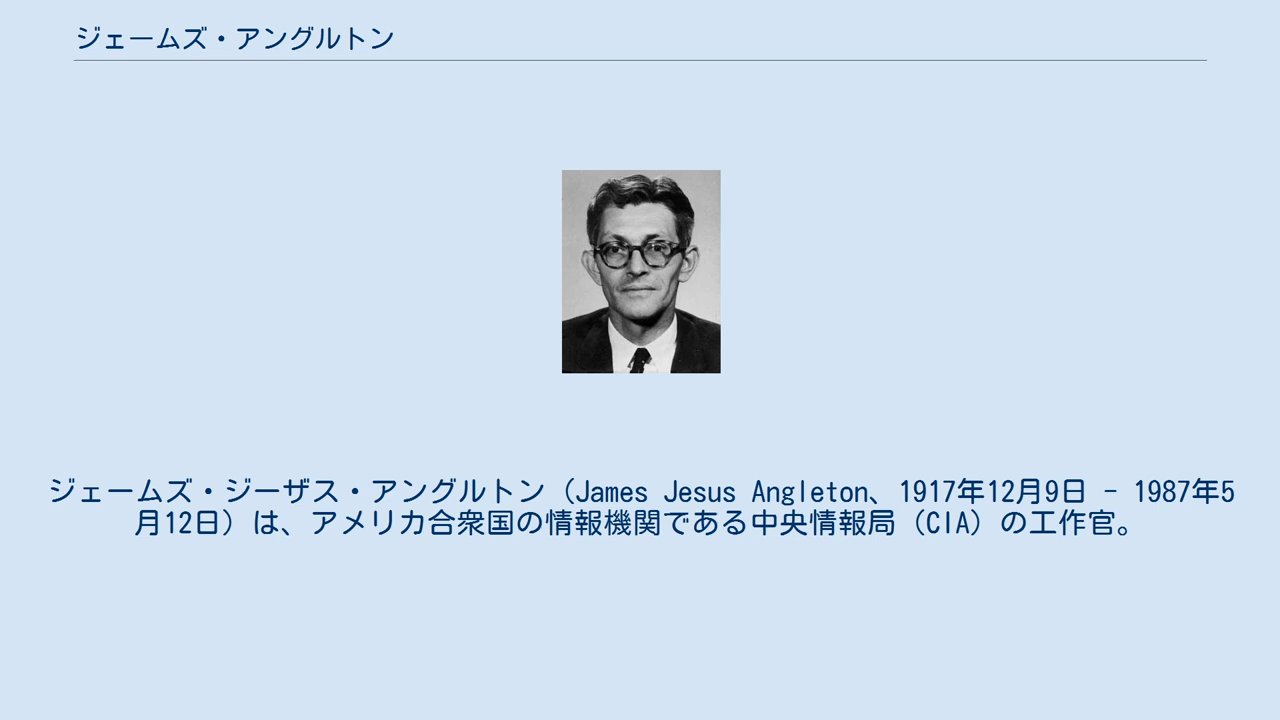 ジェームズ・アングルトン
ジェームズ・ジーザス・アングルトン（James Jesus Angleton、1917年12月9日 - 1987年5
月12日）は、アメリカ合衆国の情報機関である中央情報局（CIA）の工作官。